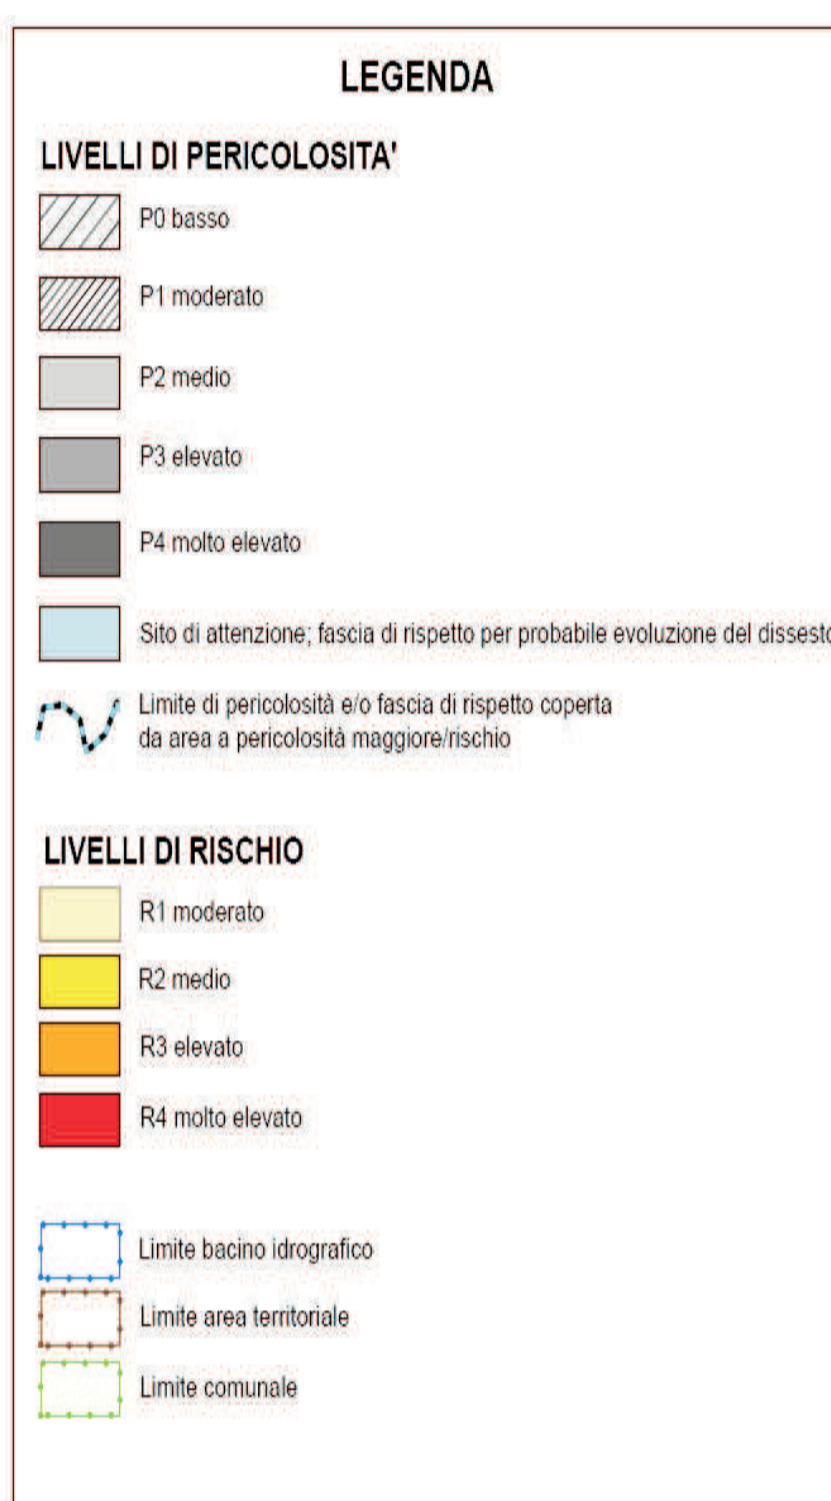 LEGENDA
LIVELLI DI PERICOLOSITA'
P0 basso
P1 moderato
P2 medio
P3 elevato
P4 molto elevato
Sito di attenzione; fascia di rispetto per probabile evoluzione del dissesto
Limite di pericolosità e/o fascia di rispetto coperta
da area a pericolosità maggiore/rischio
LIVELLI DI RISCHIO
R1 moderato
R2 medio
R3 elevato
R4 molto elevato
Limite bacino idrografico
Limite area territoriale
Limite comunale